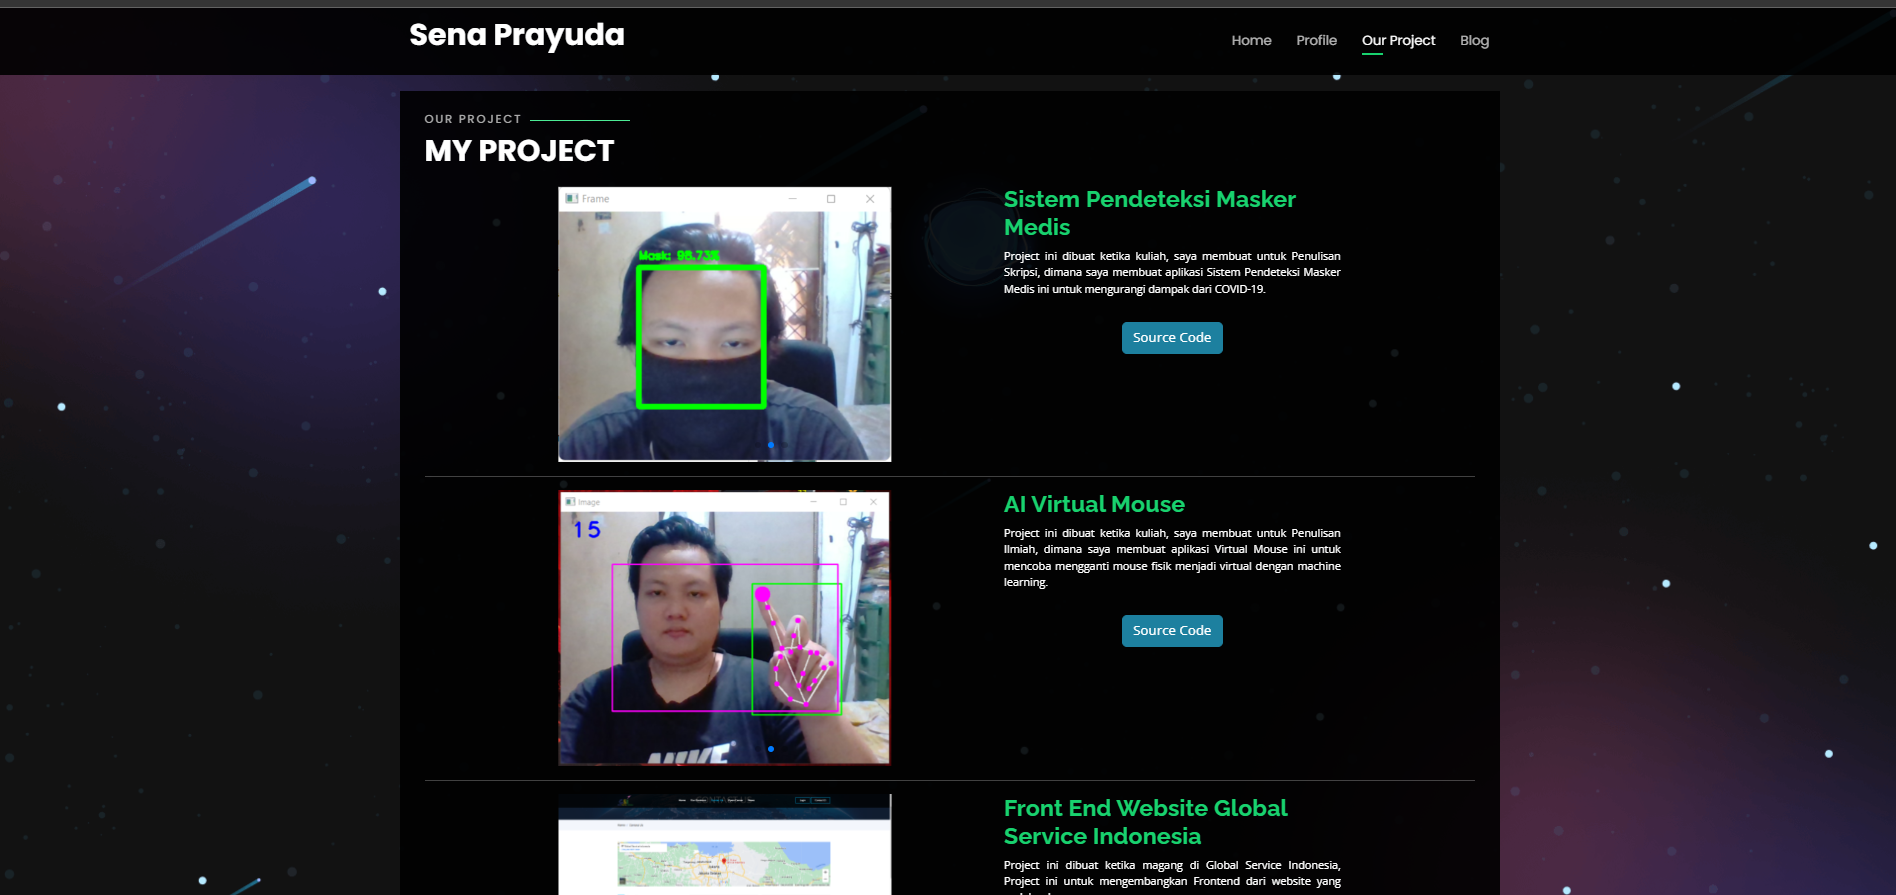 Sena Prayuda
Home
Profile
Our Project
Blog
OUR PROJECT
MY PROJECT
Frame
Mask: 98.73%
Sistem Pendeteksi Masker
Medis
Project ini dibuat ketika kuliah, saya membuat untuk Penulisan
Skripsi, dimana saya membuat aplikasi Sistem Pendeteksi Masker
Medis ini untuk mengurangi dampak dari COVID-19.
Source Code
Image
15
NIKE
AI Virtual Mouse
Project ini dibuat ketika kuliah, saya membuat untuk Penulisan
Ilmiah, dimana saya membuat aplikasi Virtual Mouse ini untuk
mencoba mengganti mouse fisik menjadi virtual dengan machine
learning.
Source Code
Front End Website Global
Service Indonesia
Project ini dibuat ketika magang di Global Service Indonesia,
Project ini untuk mengembangkan Frontend dari website yang